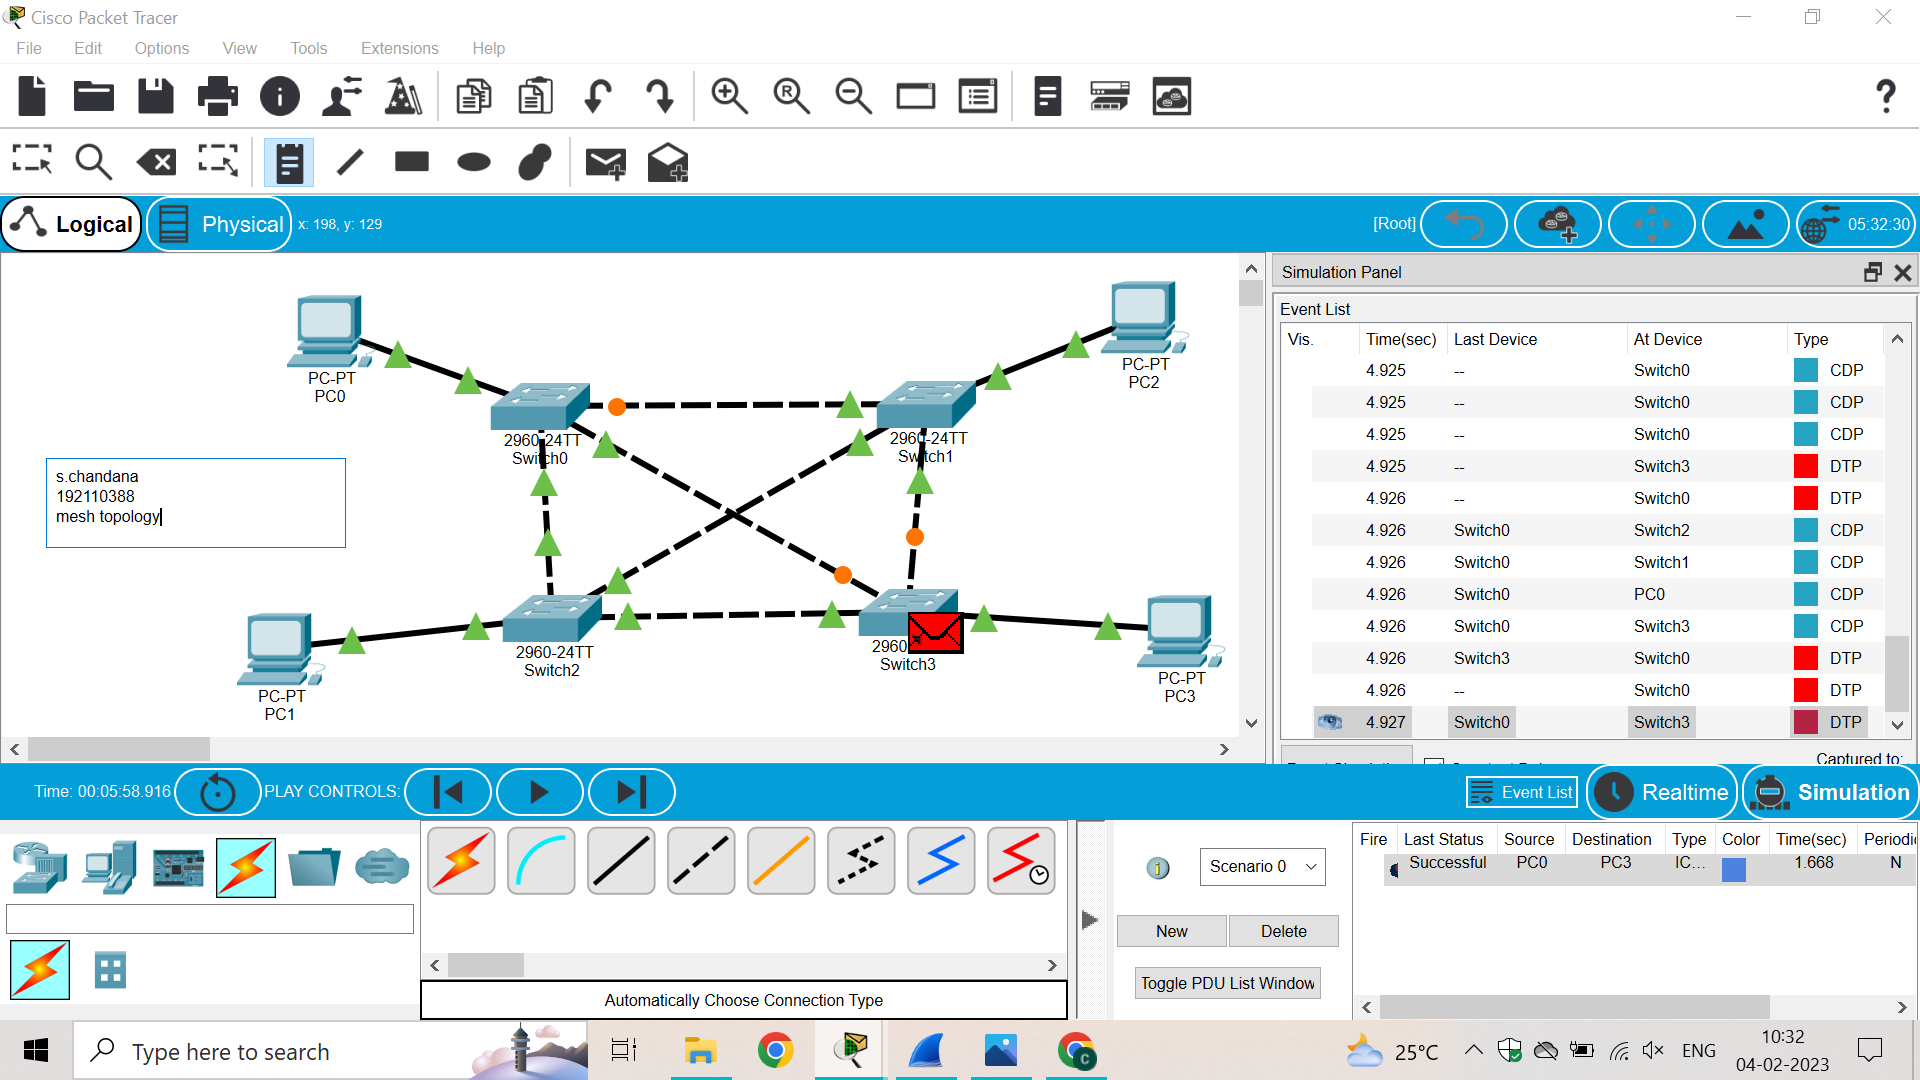 Cisco Packet Tracer
File Edit Options View Tools Extensions Help
Logical Physical x: 198, y: 129 [Root] 05:32:30
PC-PT
PC0
PC-PT
PC2
2960-24TT
Switch0
2960-24TT
Switch1
s.chandana
192110388
mesh topology
2960-24TT
Switch2
2960
Switch3
PC-PT
PC1
PC-PT
PC3
Simulation Panel
Event List
Vis. Time(sec) Last Device At Device Type
4.925 -- Switch0 CDP
4.925 -- Switch0 CDP
4.925 -- Switch0 CDP
4.925 -- Switch3 DTP
4.926 -- Switch0 DTP
4.926 Switch0 Switch2 CDP
4.926 Switch0 Switch1 CDP
4.926 Switch0 PC0 CDP
4.926 Switch0 Switch3 CDP
4.926 Switch3 Switch0 DTP
4.926 -- Switch0 DTP
4.927 Switch0 Switch3 DTP
Captured to:
Time: 00:05:58.916 PLAY CONTROLS: Event List Realtime Simulation
Automatically Choose Connection Type
Scenario 0
New Delete
Toggle PDU List Window
Fire Last Status Source Destination Type Color Time(sec) Periodi
Successful PC0 PC3 IC... 1.668 N
Type here to search
25°C ENG 10:32
04-02-2023